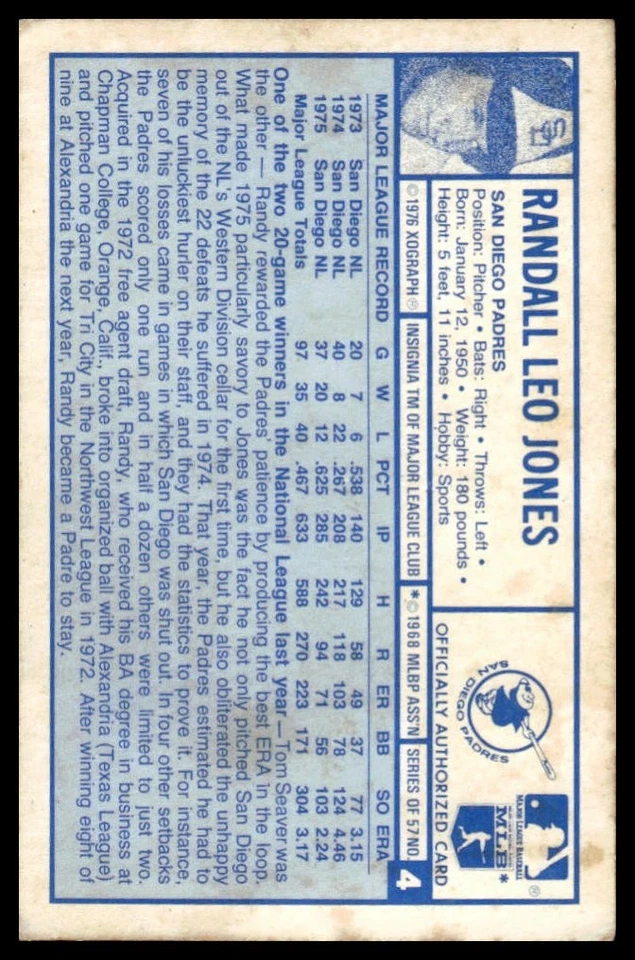 RANDALL LEO JONES
SAN DIEGO PADRES
Position: Pitcher • Bats: Right • Throws: Left •
Born: January 12, 1950 • Weight: 180 pounds •
Height: 5 feet, 11 inches • Hobby: Sports
SAN DIEGO PADRES
MAJOR LEAGUE BASEBALL
®
MLB*
OFFICIALLY AUTHORIZED CARD
©1976 XOGRAPH® INSIGNIA TM OF MAJOR LEAGUE CLUB *©1968 MLBP ASS'N SERIES OF 57 NO. 4
MAJOR LEAGUE RECORD G W L PCT IP H R ER BB SO ERA
1973 San Diego NL 20 7 6 .538 140 129 58 49 37 77 3.15
1974 San Diego NL 40 8 22 .267 208 217 118 103 78 124 4.46
1975 San Diego NL 37 20 12 .625 285 242 94 71 56 103 2.24
Major League Totals 97 35 40 .467 633 588 270 223 171 304 3.17
One of the two 20-game winners in the National League last year — Tom Seaver was
the other — Randy rewarded the Padres' patience by producing the best ERA in the loop.
What made 1975 particularly savory to Jones was the fact he not only pitched San Diego
out of the NL's Western Division cellar for the first time, but he also obliterated the unhappy
memory of the 22 defeats he suffered in 1974. That year, the Padres estimated he had to
be the unluckiest hurler on their staff, and they had the statistics to prove it. For instance,
seven of his losses came in games in which San Diego was shut out. In four other setbacks
the Padres scored only one run and in half a dozen others were limited to just two.
Acquired in the 1972 free agent draft, Randy, who received his BA degree in business at
Chapman College, Orange, Calif., broke into organized ball with Alexandria (Texas League)
and pitched one game for Tri City in the Northwest League in 1972. After winning eight of
nine at Alexandria the next year, Randy became a Padre to stay.